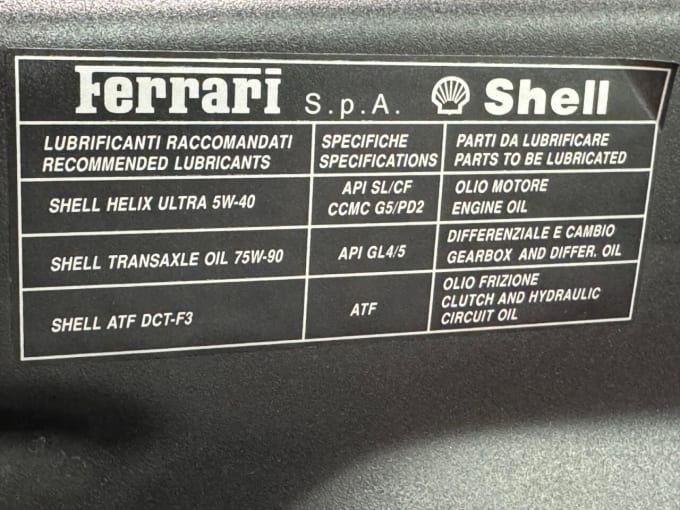 Ferrari S.p.A. Shell
LUBRIFICANTI RACCOMANDATI
RECOMMENDED LUBRICANTS
SPECIFICHE
SPECIFICATIONS
PARTI DA LUBRIFICARE
PARTS TO BE LUBRICATED
SHELL HELIX ULTRA 5W-40
API SL/CF
CCMC G5/PD2
OLIO MOTORE
ENGINE OIL
SHELL TRANSAXLE OIL 75W-90
API GL4/5
DIFFERENZIALE E CAMBIO
GEARBOX AND DIFFER. OIL
SHELL ATF DCT-F3
ATF
OLIO FRIZIONE
CLUTCH AND HYDRAULIC
CIRCUIT OIL